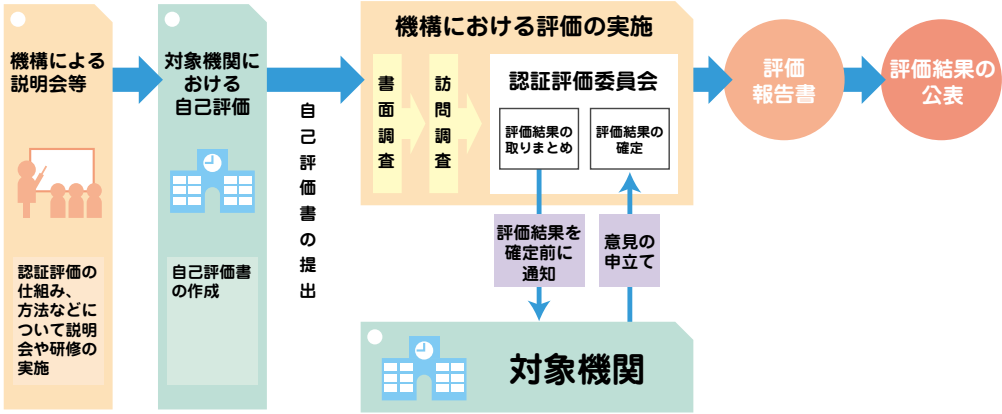 機構による
説明会等
認証評価の
仕組み、
方法などに
ついて説明
会や研修の
実施
対象機関に
おける
自己評価
自己評価書
の作成
自己評価書の提出
機構における評価の実施
書面調査
訪問調査
認証評価委員会
評価結果の
取りまとめ
評価結果の
確定
評価結果を
確定前に
通知
意見の
申立て
対象機関
評価
報告書
評価結果の
公表